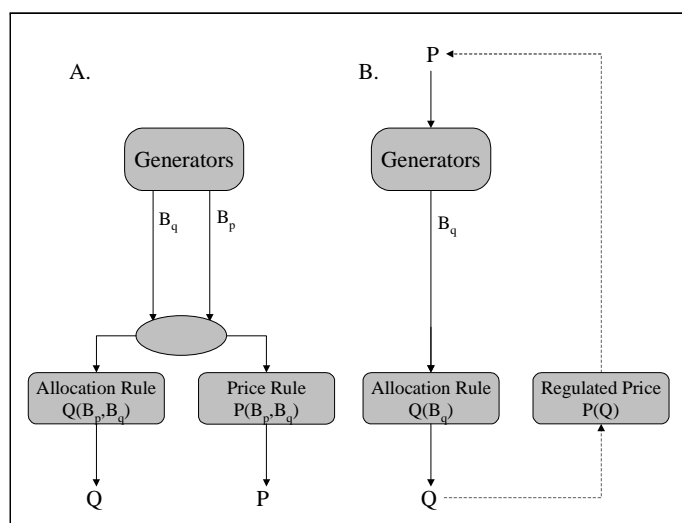 A.
Generators
B_q
B_p
Allocation Rule
Q(B_p,B_q)
Price Rule
P(B_p,B_q)
Q
P
B.
P
Generators
B_q
Allocation Rule
Q(B_q)
Regulated Price
P(Q)
Q